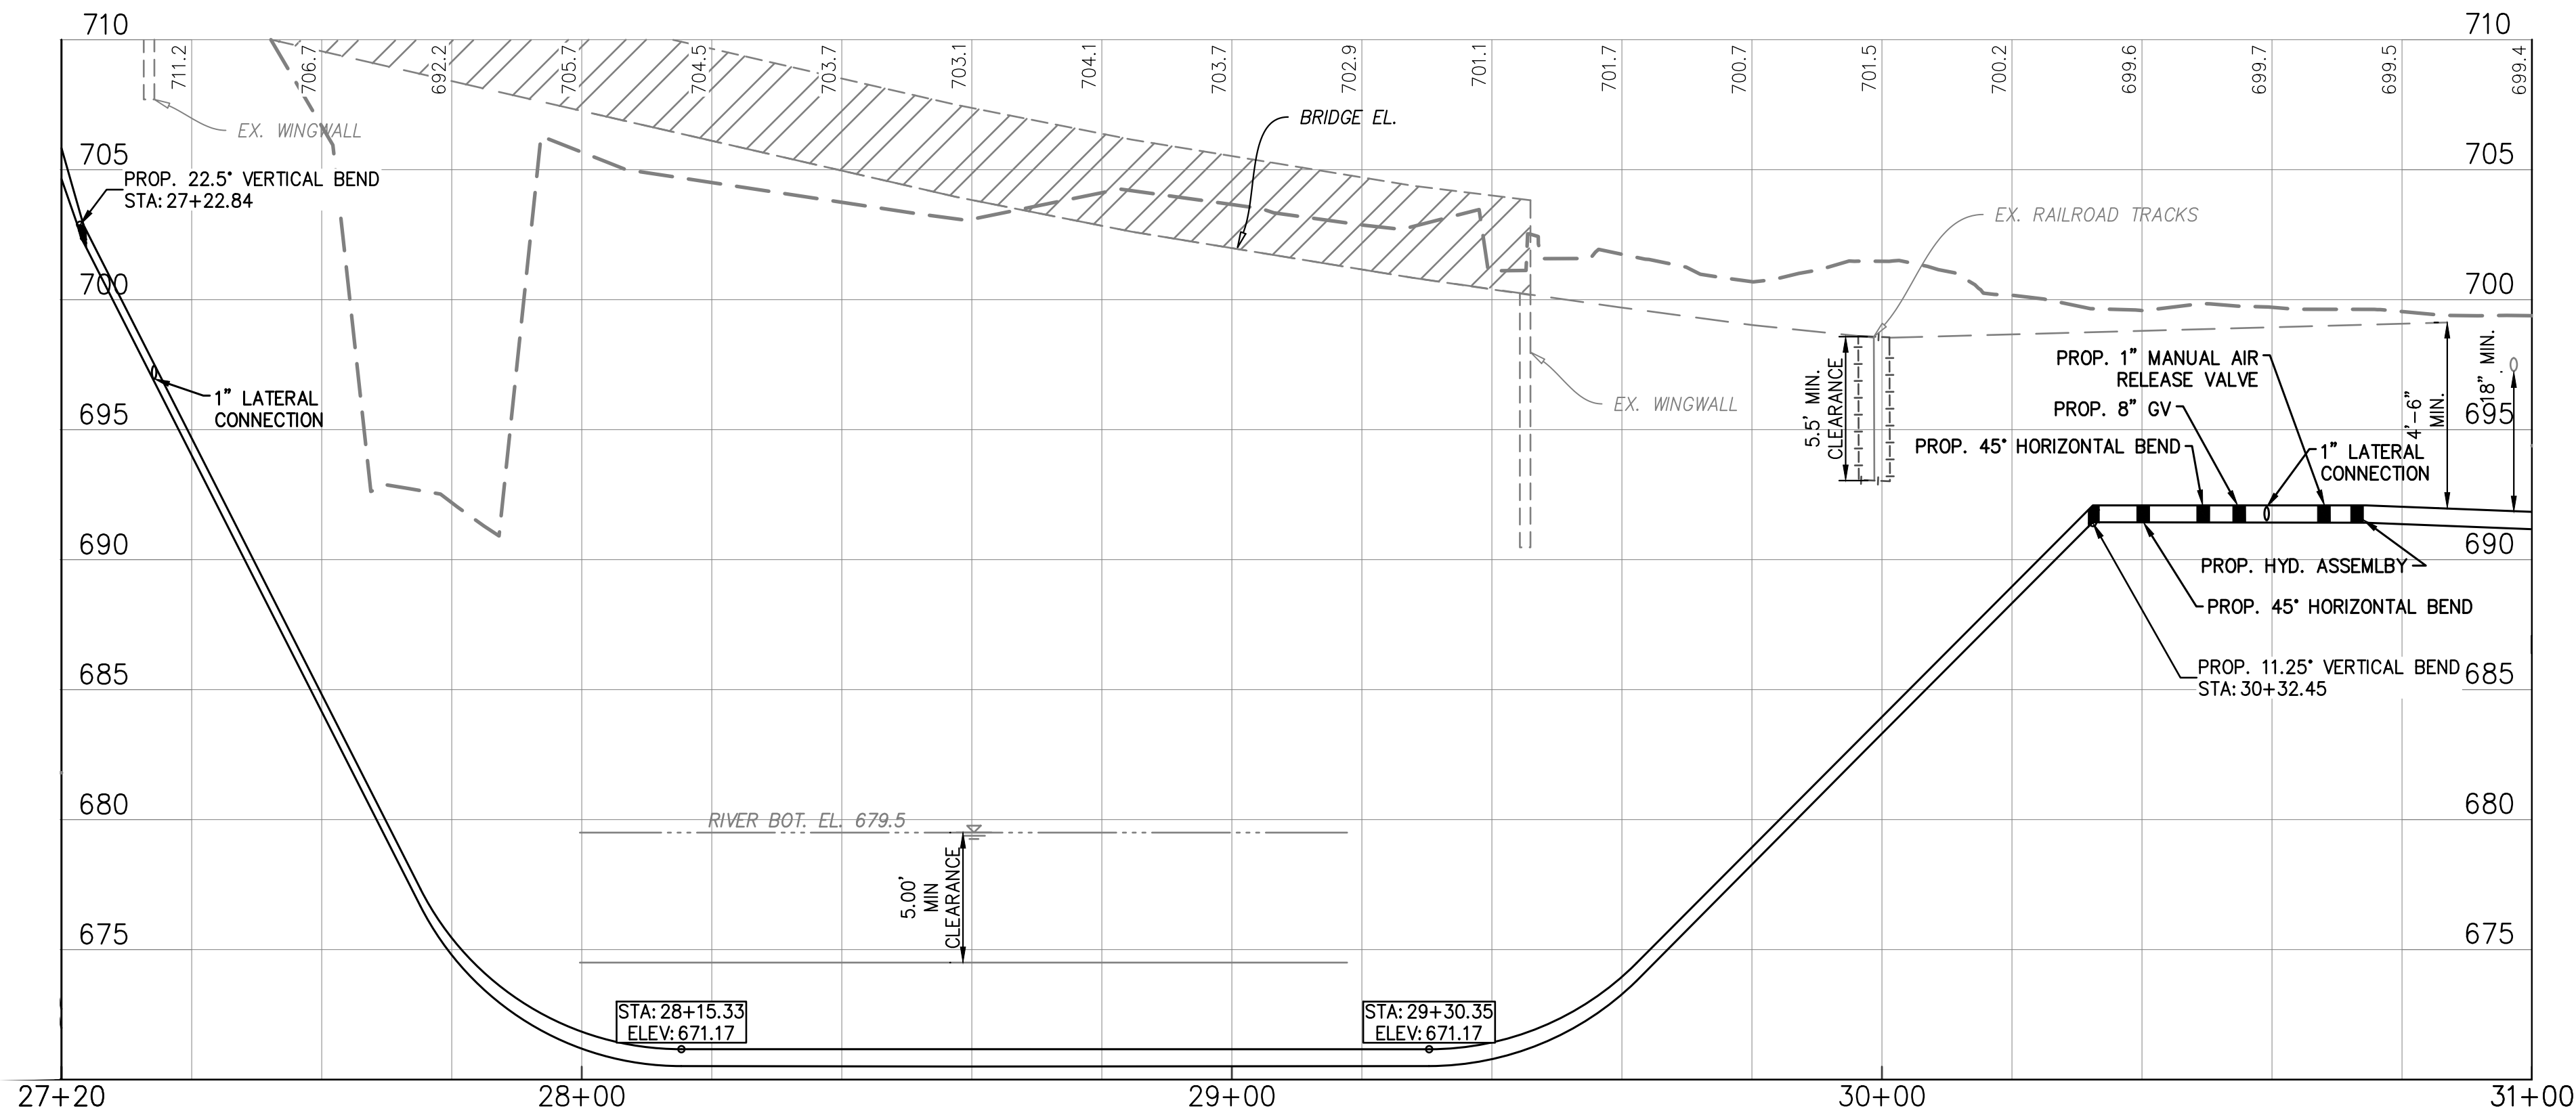 710
711.2
706.7
692.2
705.7
704.5
703.7
703.1
704.1
703.7
702.9
701.1
701.7
700.7
701.5
700.2
699.6
699.7
699.5
699.4
710
EX. WINGWALL
BRIDGE EL.
705
705
PROP. 22.5° VERTICAL BEND
STA: 27+22.84
EX. RAILROAD TRACKS
700
700
1" LATERAL
CONNECTION
EX. WINGWALL
5.5' MIN.
CLEARANCE
PROP. 1" MANUAL AIR
RELEASE VALVE
PROP. 8" GV
PROP. 45° HORIZONTAL BEND
1" LATERAL
CONNECTION
4'-6"
MIN.
18" MIN.
695
695
690
690
PROP. HYD. ASSEMLBY
PROP. 45° HORIZONTAL BEND
685
PROP. 11.25° VERTICAL BEND
STA: 30+32.45
685
680
RIVER BOT. EL. 679.5
680
5.00'
MIN
CLEARANCE
675
675
STA: 28+15.33
ELEV: 671.17
STA: 29+30.35
ELEV: 671.17
27+20
28+00
29+00
30+00
31+00